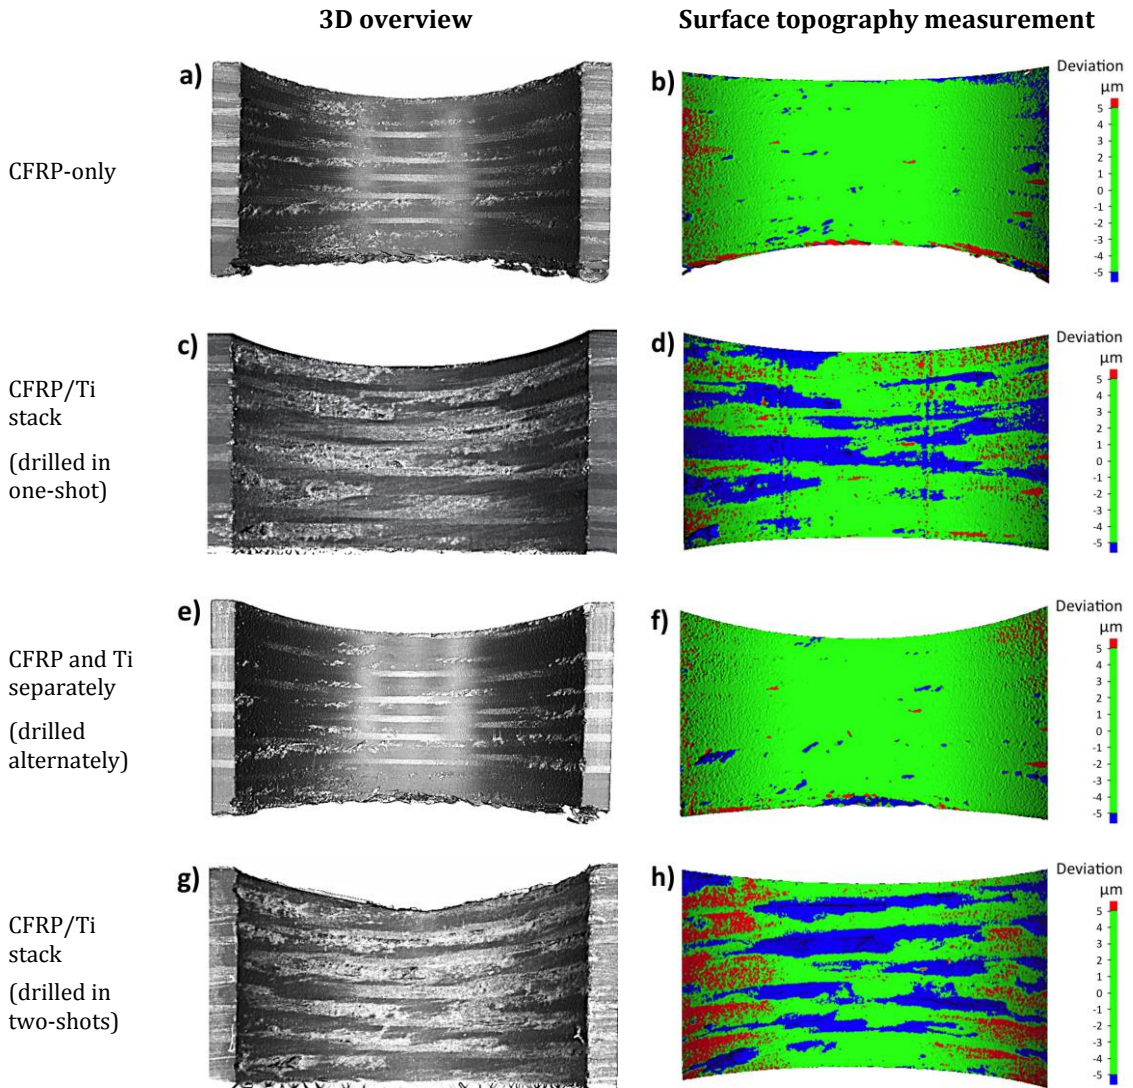 3D overview
Surface topography measurement
CFRP-only
a)
b)
Deviation
µm
5
4
3
2
1
0
-1
-2
-3
-4
-5
CFRP/Ti
stack
(drilled in
one-shot)
c)
d)
Deviation
µm
5
4
3
2
1
0
-1
-2
-3
-4
-5
CFRP and Ti
separately
(drilled
alternately)
e)
f)
Deviation
µm
5
4
3
2
1
0
-1
-2
-3
-4
-5
CFRP/Ti
stack
(drilled in
two-shots)
g)
h)
Deviation
µm
5
4
3
2
1
0
-1
-2
-3
-4
-5